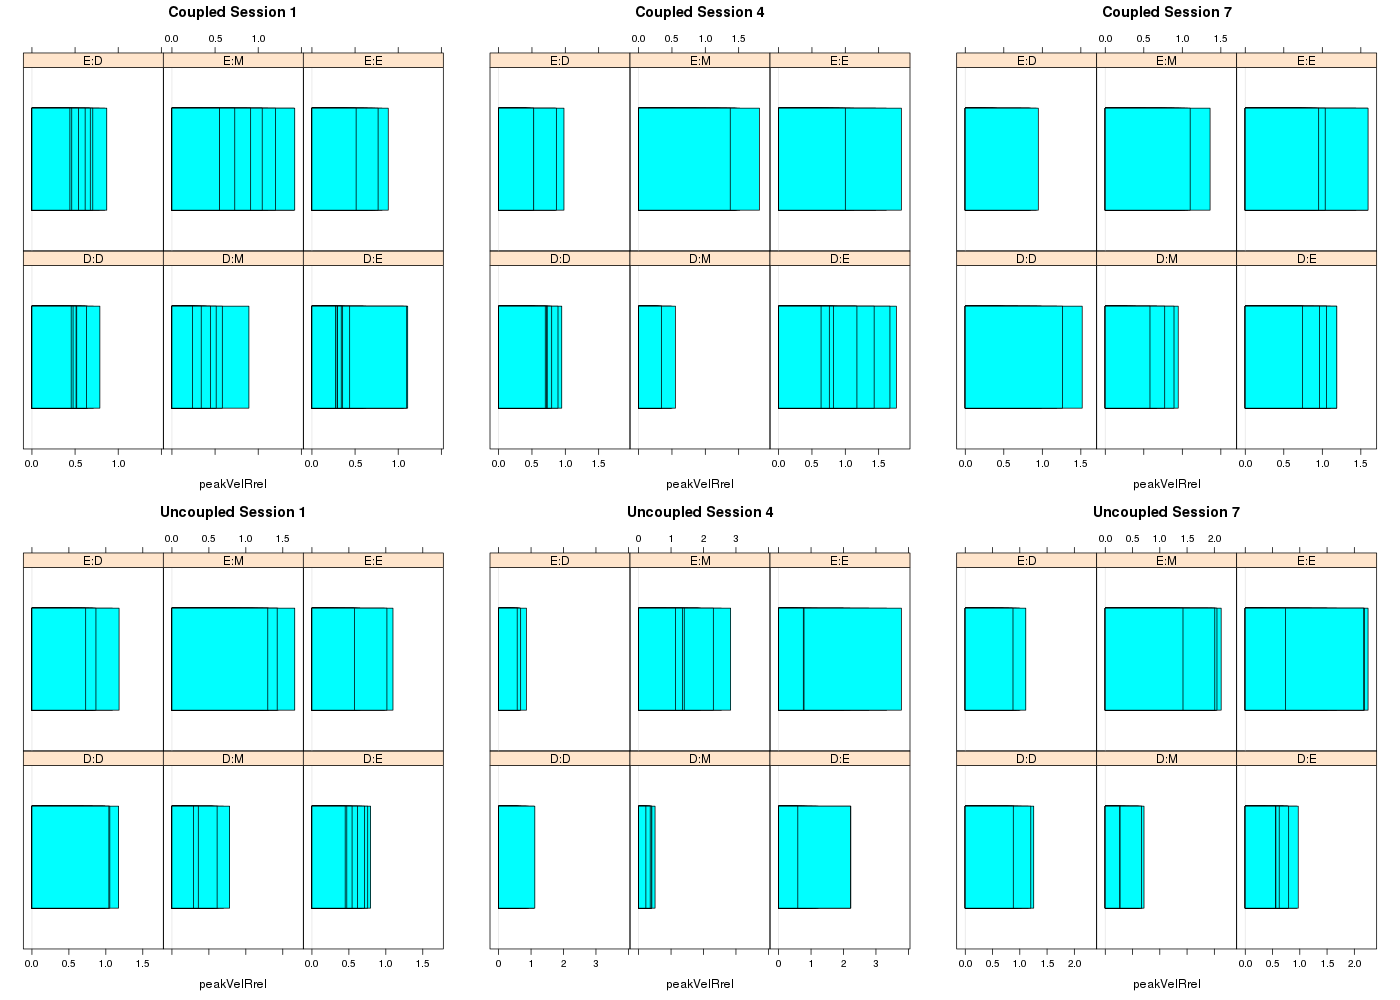 Coupled Session 1
0.0 0.5 1.0
E:D E:M E:E
D:D D:M D:E
0.0 0.5 1.0 0.0 0.5 1.0
peakVelRrel
Coupled Session 4
0.0 0.5 1.0 1.5
E:D E:M E:E
D:D D:M D:E
0.0 0.5 1.0 1.5 0.0 0.5 1.0 1.5
peakVelRrel
Coupled Session 7
0.0 0.5 1.0 1.5
E:D E:M E:E
D:D D:M D:E
0.0 0.5 1.0 1.5 0.0 0.5 1.0 1.5
peakVelRrel
Uncoupled Session 1
0.0 0.5 1.0 1.5
E:D E:M E:E
D:D D:M D:E
0.0 0.5 1.0 1.5 0.0 0.5 1.0 1.5
peakVelRrel
Uncoupled Session 4
0 1 2 3
E:D E:M E:E
D:D D:M D:E
0 1 2 3 0 1 2 3
peakVelRrel
Uncoupled Session 7
0.0 0.5 1.0 1.5 2.0
E:D E:M E:E
D:D D:M D:E
0.0 0.5 1.0 1.5 2.0 0.0 0.5 1.0 1.5 2.0
peakVelRrel